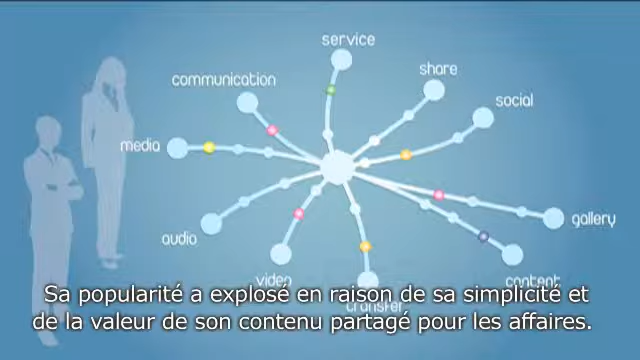 service
share
communication
social
media
gallery
audio
video
content
transfer
Sa popularité a explosé en raison de sa simplicité et
de la valeur de son contenu partagé pour les affaires.